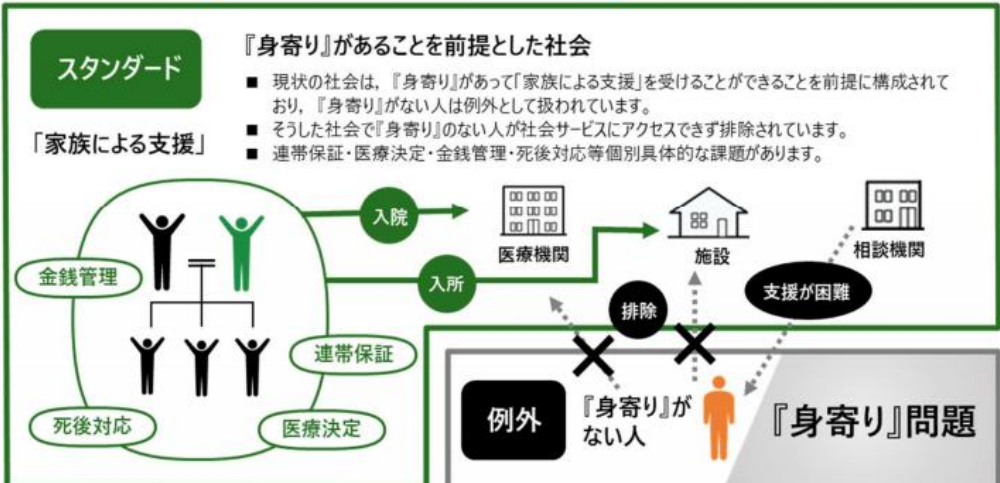 スタンダード
「家族による支援」
『身寄り』があることを前提とした社会
■ 現状の社会は，『身寄り』があって「家族による支援」を受けることができることを前提に構成されて
おり，『身寄り』がない人は例外として扱われています。
■ そうした社会で『身寄り』のない人が社会サービスにアクセスできず排除されています。
■ 連帯保証・医療決定・金銭管理・死後対応等個別具体的な課題があります。
金銭管理
連帯保証
死後対応
医療決定
入院
医療機関
入所
施設
相談機関
排除
支援が困難
例外
『身寄り』が
ない人
『身寄り』問題